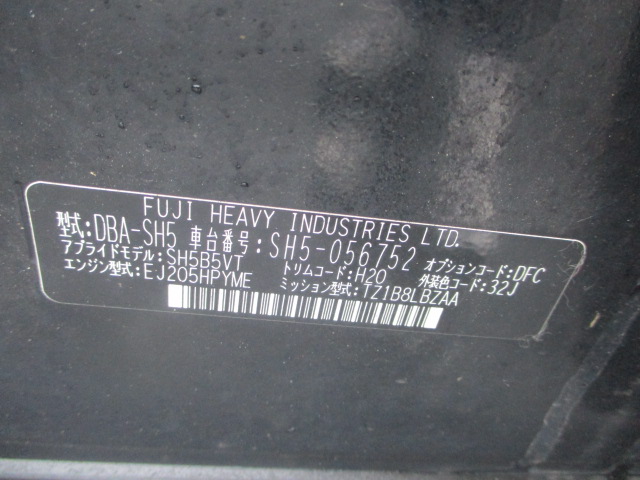 FUJI HEAVY INDUSTRIES LTD.
型式:DBA-SH5 車台番号:SH5-056752 オプションコード:DFC
アプライドモデル:SH5B5VT トリムコード:H20 外装色コード:32J
エンジン型式:EJ205HPYME ミッション型式:TZ1B8LBZAA